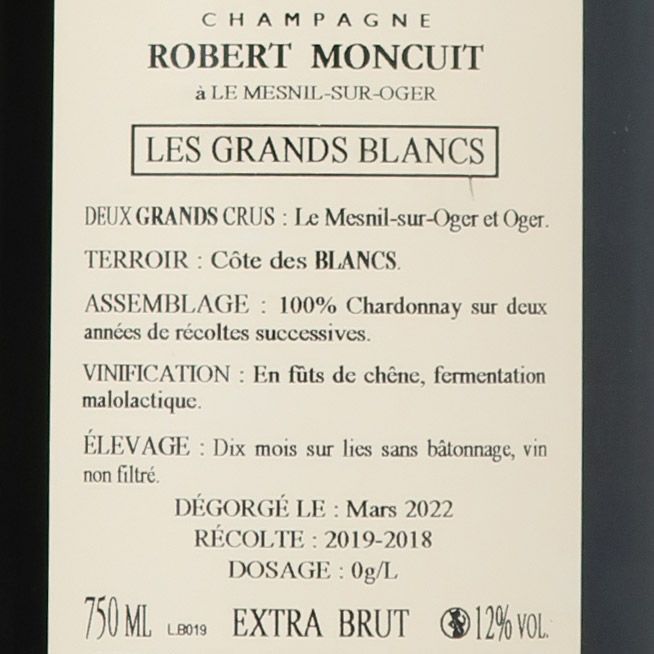 CHAMPAGNE
ROBERT MONCUIT
à LE MESNIL-SUR-OGER
LES GRANDS BLANCS
DEUX GRANDS CRUS : Le Mesnil-sur-Oger et Oger.
TERROIR : Côte des BLANCS.
ASSEMBLAGE : 100% Chardonnay sur deux
années de récoltes successives.
VINIFICATION : En fûts de chêne, fermentation
malolactique.
ÉLEVAGE : Dix mois sur lies sans bâtonnage, vin
non filtré.
DÉGORGÉ LE : Mars 2022
RÉCOLTE : 2019-2018
DOSAGE : 0g/L
750 ML L.B019 EXTRA BRUT 12% VOL.